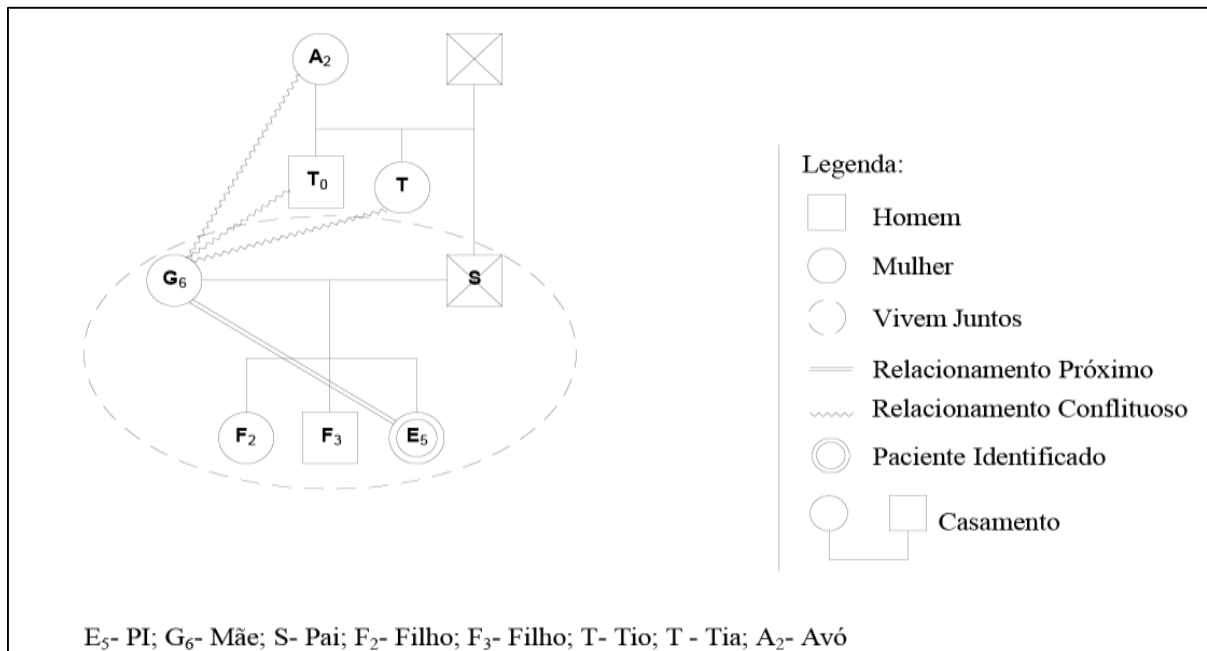 A₂
T₀ T
Legenda:
Homem
G₆ S
Mulher
Vivem Juntos
Relacionamento Próximo
Relacionamento Conflituoso
F₂ F₃ E₅
Paciente Identificado
Casamento
E₅- PI; G₆- Mãe; S- Pai; F₂- Filho; F₃- Filho; T- Tio; T - Tia; A₂- Avó